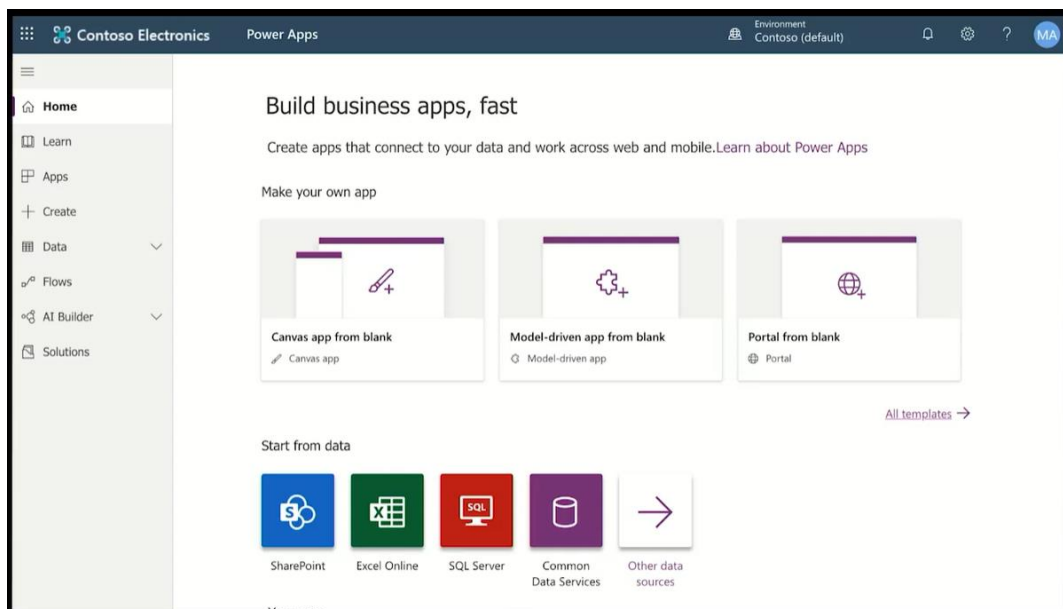 Contoso Electronics
Power Apps
Environment
Contoso (default)
MA
Home
Learn
Apps
Create
Data
Flows
AI Builder
Solutions
Build business apps, fast
Create apps that connect to your data and work across web and mobile.Learn about Power Apps
Make your own app
Canvas app from blank
Canvas app
Model-driven app from blank
Model-driven app
Portal from blank
Portal
All templates
Start from data
S
SharePoint
X
Excel Online
SQL
SQL Server
Common
Data Services
Other data
sources